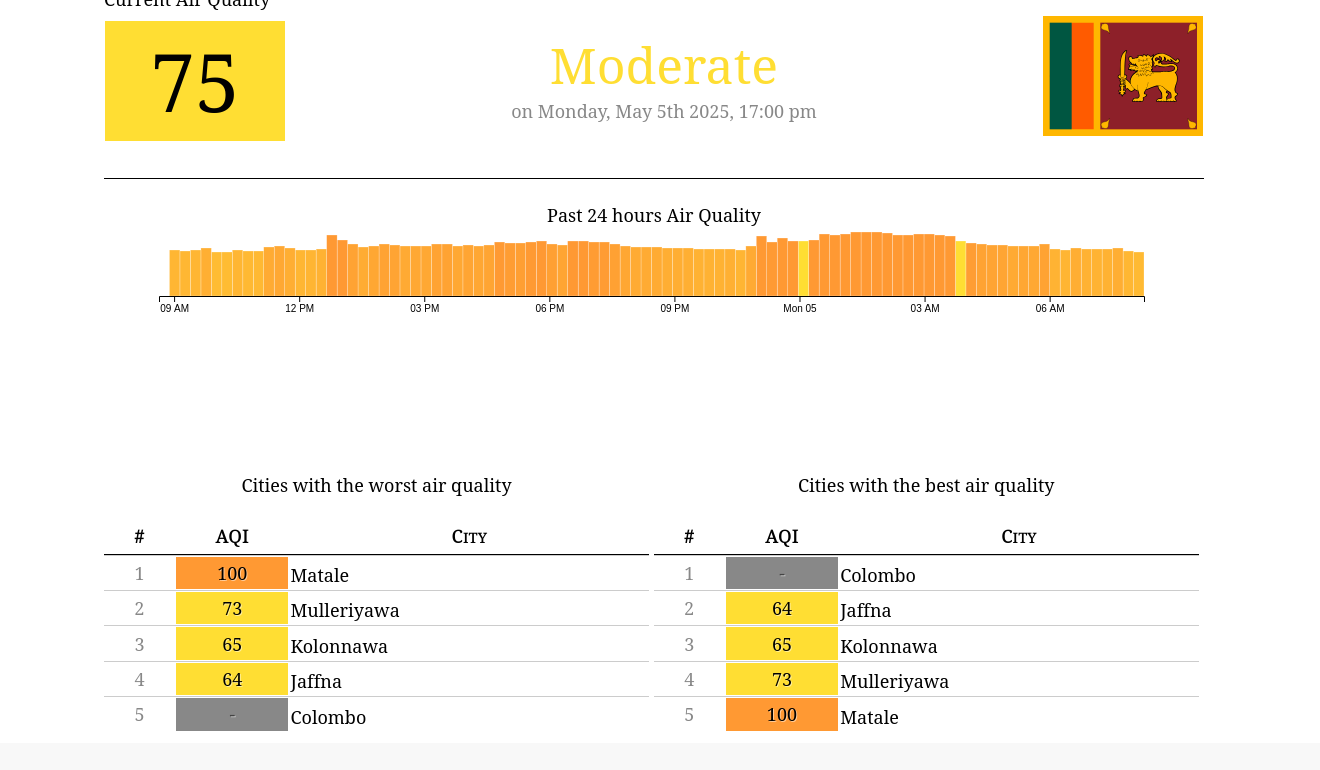 Current Air Quality
75
Moderate
on Monday, May 5th 2025, 17:00 pm
Past 24 hours Air Quality
09 AM 12 PM 03 PM 06 PM 09 PM Mon 05 03 AM 06 AM
Cities with the worst air quality
# AQI City
1 100 Matale
2 73 Mulleriyawa
3 65 Kolonnawa
4 64 Jaffna
5 - Colombo
Cities with the best air quality
# AQI City
1 - Colombo
2 64 Jaffna
3 65 Kolonnawa
4 73 Mulleriyawa
5 100 Matale